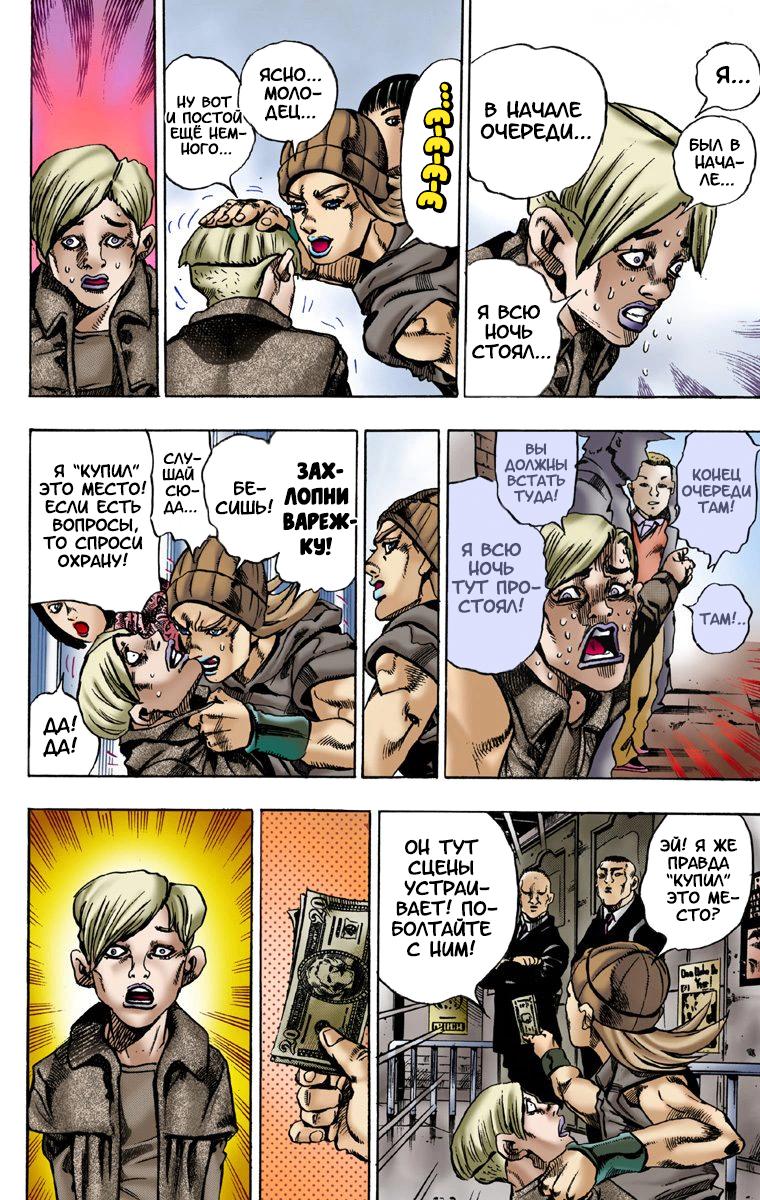 Я...
БЫЛ В
НАЧА-
ЛЕ...
В НАЧАЛЕ
ОЧЕРЕДИ...
Я ВСЮ
НОЧЬ
СТОЯЛ...
Э-Э-Э-Э...
ЯСНО...
МОЛО-
ДЕЦ...
НУ ВОТ
И ПОСТОЙ
ЕЩЁ НЕМ-
НОГО...
КОНЕЦ
ОЧЕРЕДИ
ТАМ!
ТАМ!..
ВЫ
ДОЛЖНЫ
ВСТАТЬ
ТУДА!
Я ВСЮ
НОЧЬ
ТУТ ПРО-
СТОЯЛ!
ЗАХ-
ЛОПНИ
ВАРЕЖ-
КУ!
БЕ-
СИШЬ!
СЛУ-
ШАЙ
СЮ-
ДА...
Я "КУПИЛ"
ЭТО МЕСТО!
ЕСЛИ ЕСТЬ
ВОПРОСЫ,
ТО СПРОСИ
ОХРАНУ!
ДА!
ДА!
ЭЙ! Я ЖЕ
ПРАВДА
"КУПИЛ"
ЭТО МЕ-
СТО?
ОН ТУТ
СЦЕНЫ
УСТРАИ-
ВАЕТ! ПО-
БОЛТАЙТЕ
С НИМ!
20
20